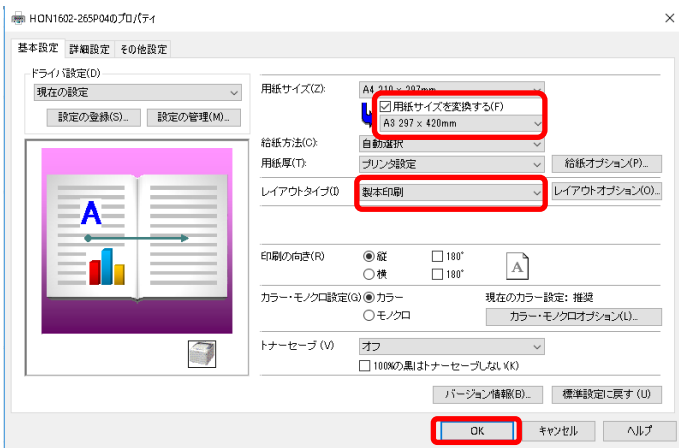 HON1602-265P04のプロパティ
基本設定 詳細設定 その他設定
ドライバ設定(D)
現在の設定
設定の登録(S)... 設定の管理(M)...
A
用紙サイズ(Z): A4 210 × 297mm
用紙サイズを変換する(F)
A3 297 × 420mm
給紙方法(C): 自動選択
用紙厚(T): プリンタ設定 給紙オプション(P)...
レイアウトタイプ(I) 製本印刷 レイアウトオプション(O)...
印刷の向き(R) 縦 180°
横 180°
A
カラー・モノクロ設定(G) カラー 現在のカラー設定: 推奨
モノクロ カラー・モノクロオプション(L)...
トナーセーブ (V) オフ
100%の黒はトナーセーブしない(K)
バージョン情報(B)... 標準設定に戻す (U)
OK キャンセル ヘルプ